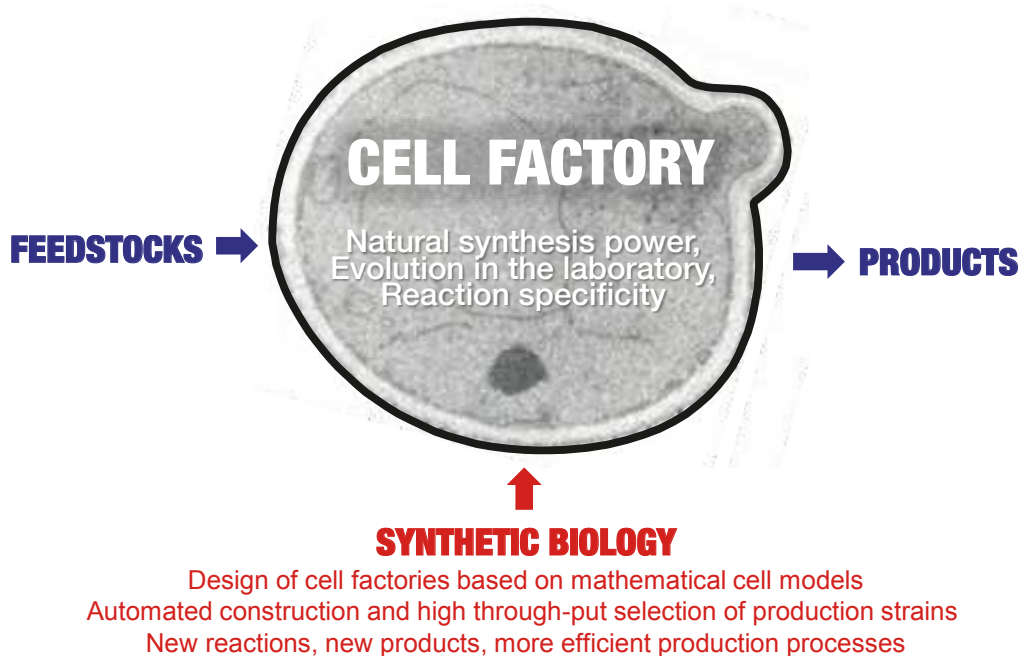 CELL FACTORY
Natural synthesis power,
Evolution in the laboratory,
Reaction specificity
FEEDSTOCKS
PRODUCTS
SYNTHETIC BIOLOGY
Design of cell factories based on mathematical cell models
Automated construction and high through-put selection of production strains
New reactions, new products, more efficient production processes